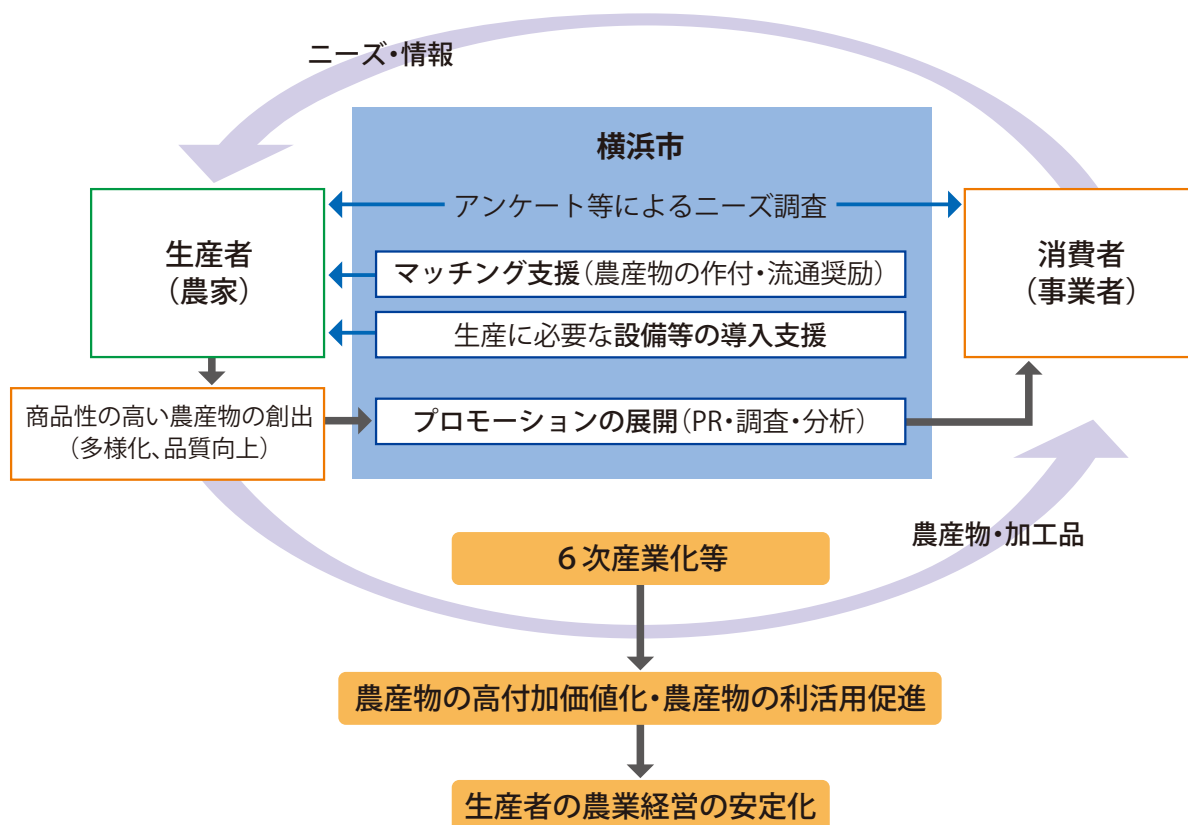 ニーズ・情報
横浜市
アンケート等によるニーズ調査
生産者
（農家）
消費者
（事業者）
マッチング支援（農産物の作付・流通奨励）
生産に必要な設備等の導入支援
商品性の高い農産物の創出
（多様化、品質向上）
プロモーションの展開（PR・調査・分析）
農産物・加工品
６次産業化等
農産物の高付加価値化・農産物の利活用促進
生産者の農業経営の安定化